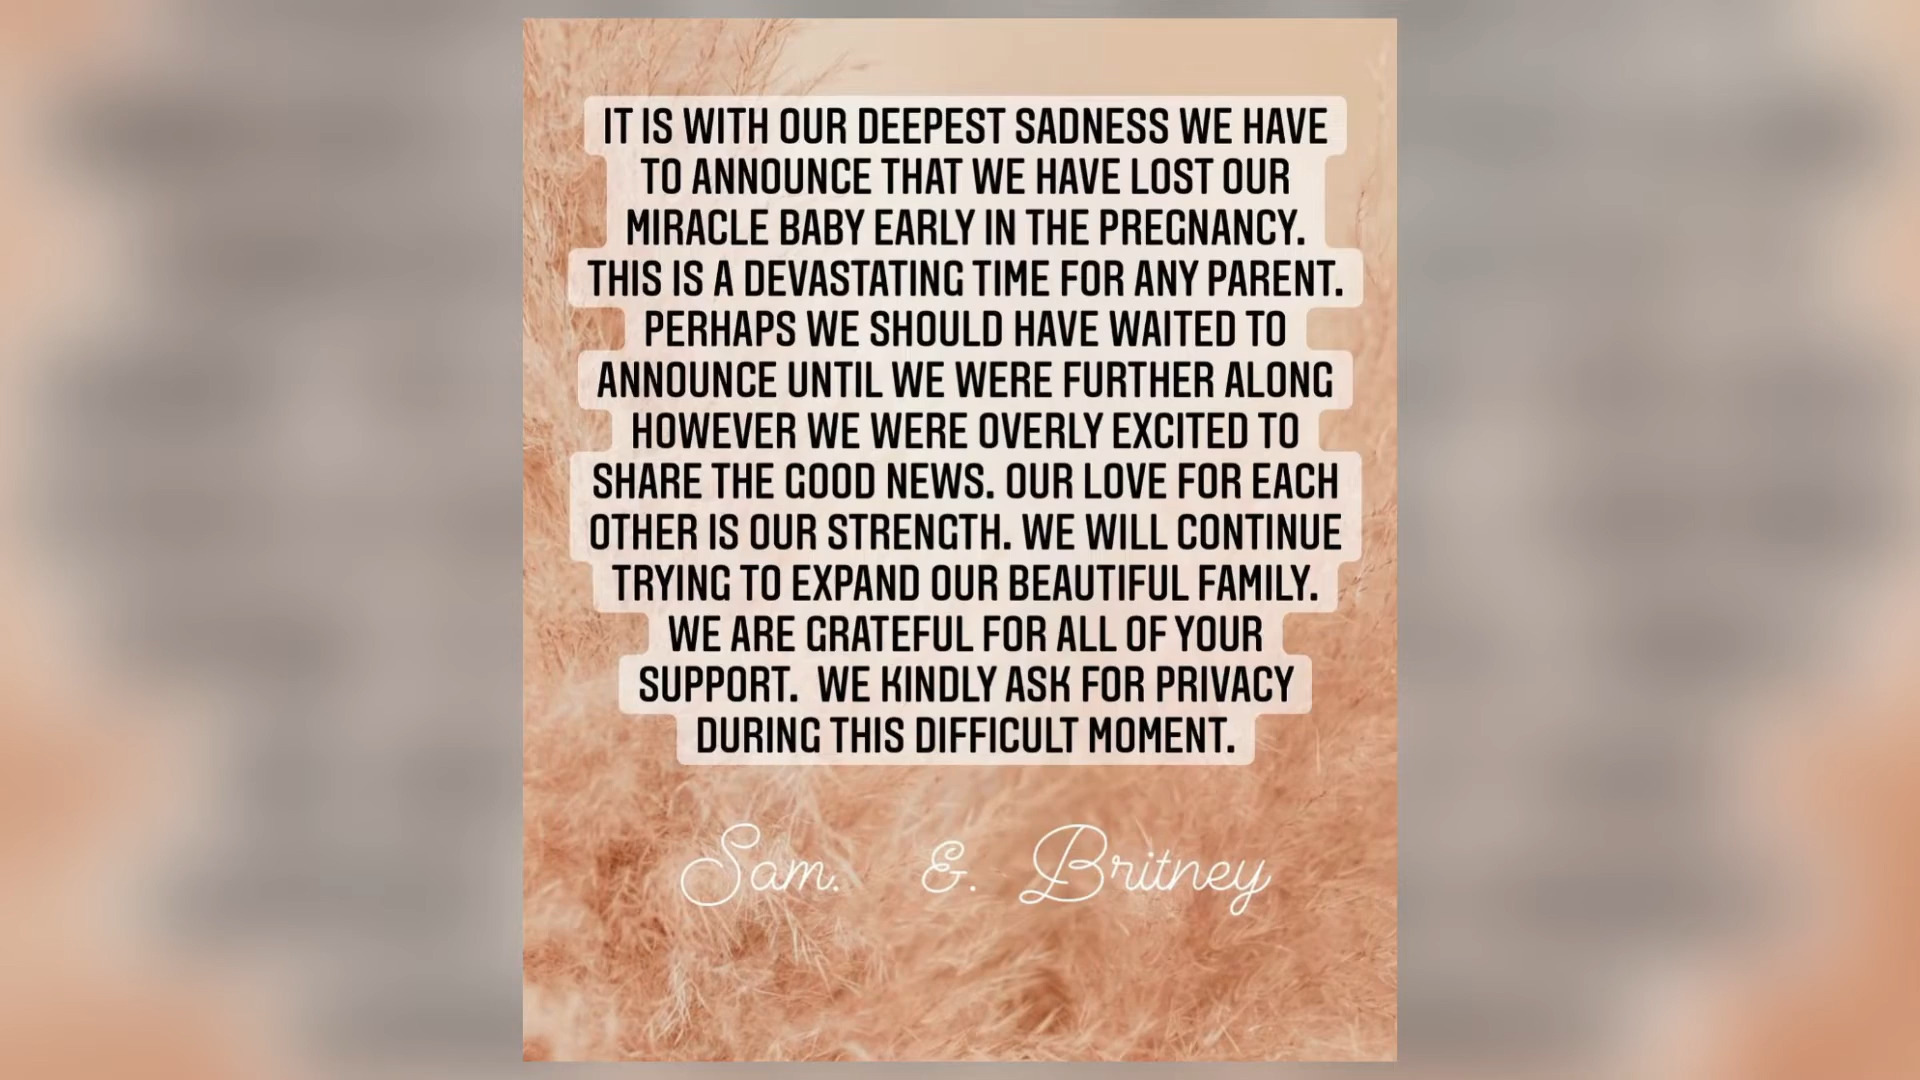 IT IS WITH OUR DEEPEST SADNESS WE HAVE
TO ANNOUNCE THAT WE HAVE LOST OUR
MIRACLE BABY EARLY IN THE PREGNANCY.
THIS IS A DEVASTATING TIME FOR ANY PARENT.
PERHAPS WE SHOULD HAVE WAITED TO
ANNOUNCE UNTIL WE WERE FURTHER ALONG
HOWEVER WE WERE OVERLY EXCITED TO
SHARE THE GOOD NEWS. OUR LOVE FOR EACH
OTHER IS OUR STRENGTH. WE WILL CONTINUE
TRYING TO EXPAND OUR BEAUTIFUL FAMILY.
WE ARE GRATEFUL FOR ALL OF YOUR
SUPPORT.  WE KINDLY ASK FOR PRIVACY
DURING THIS DIFFICULT MOMENT.
Sam. &. Britney